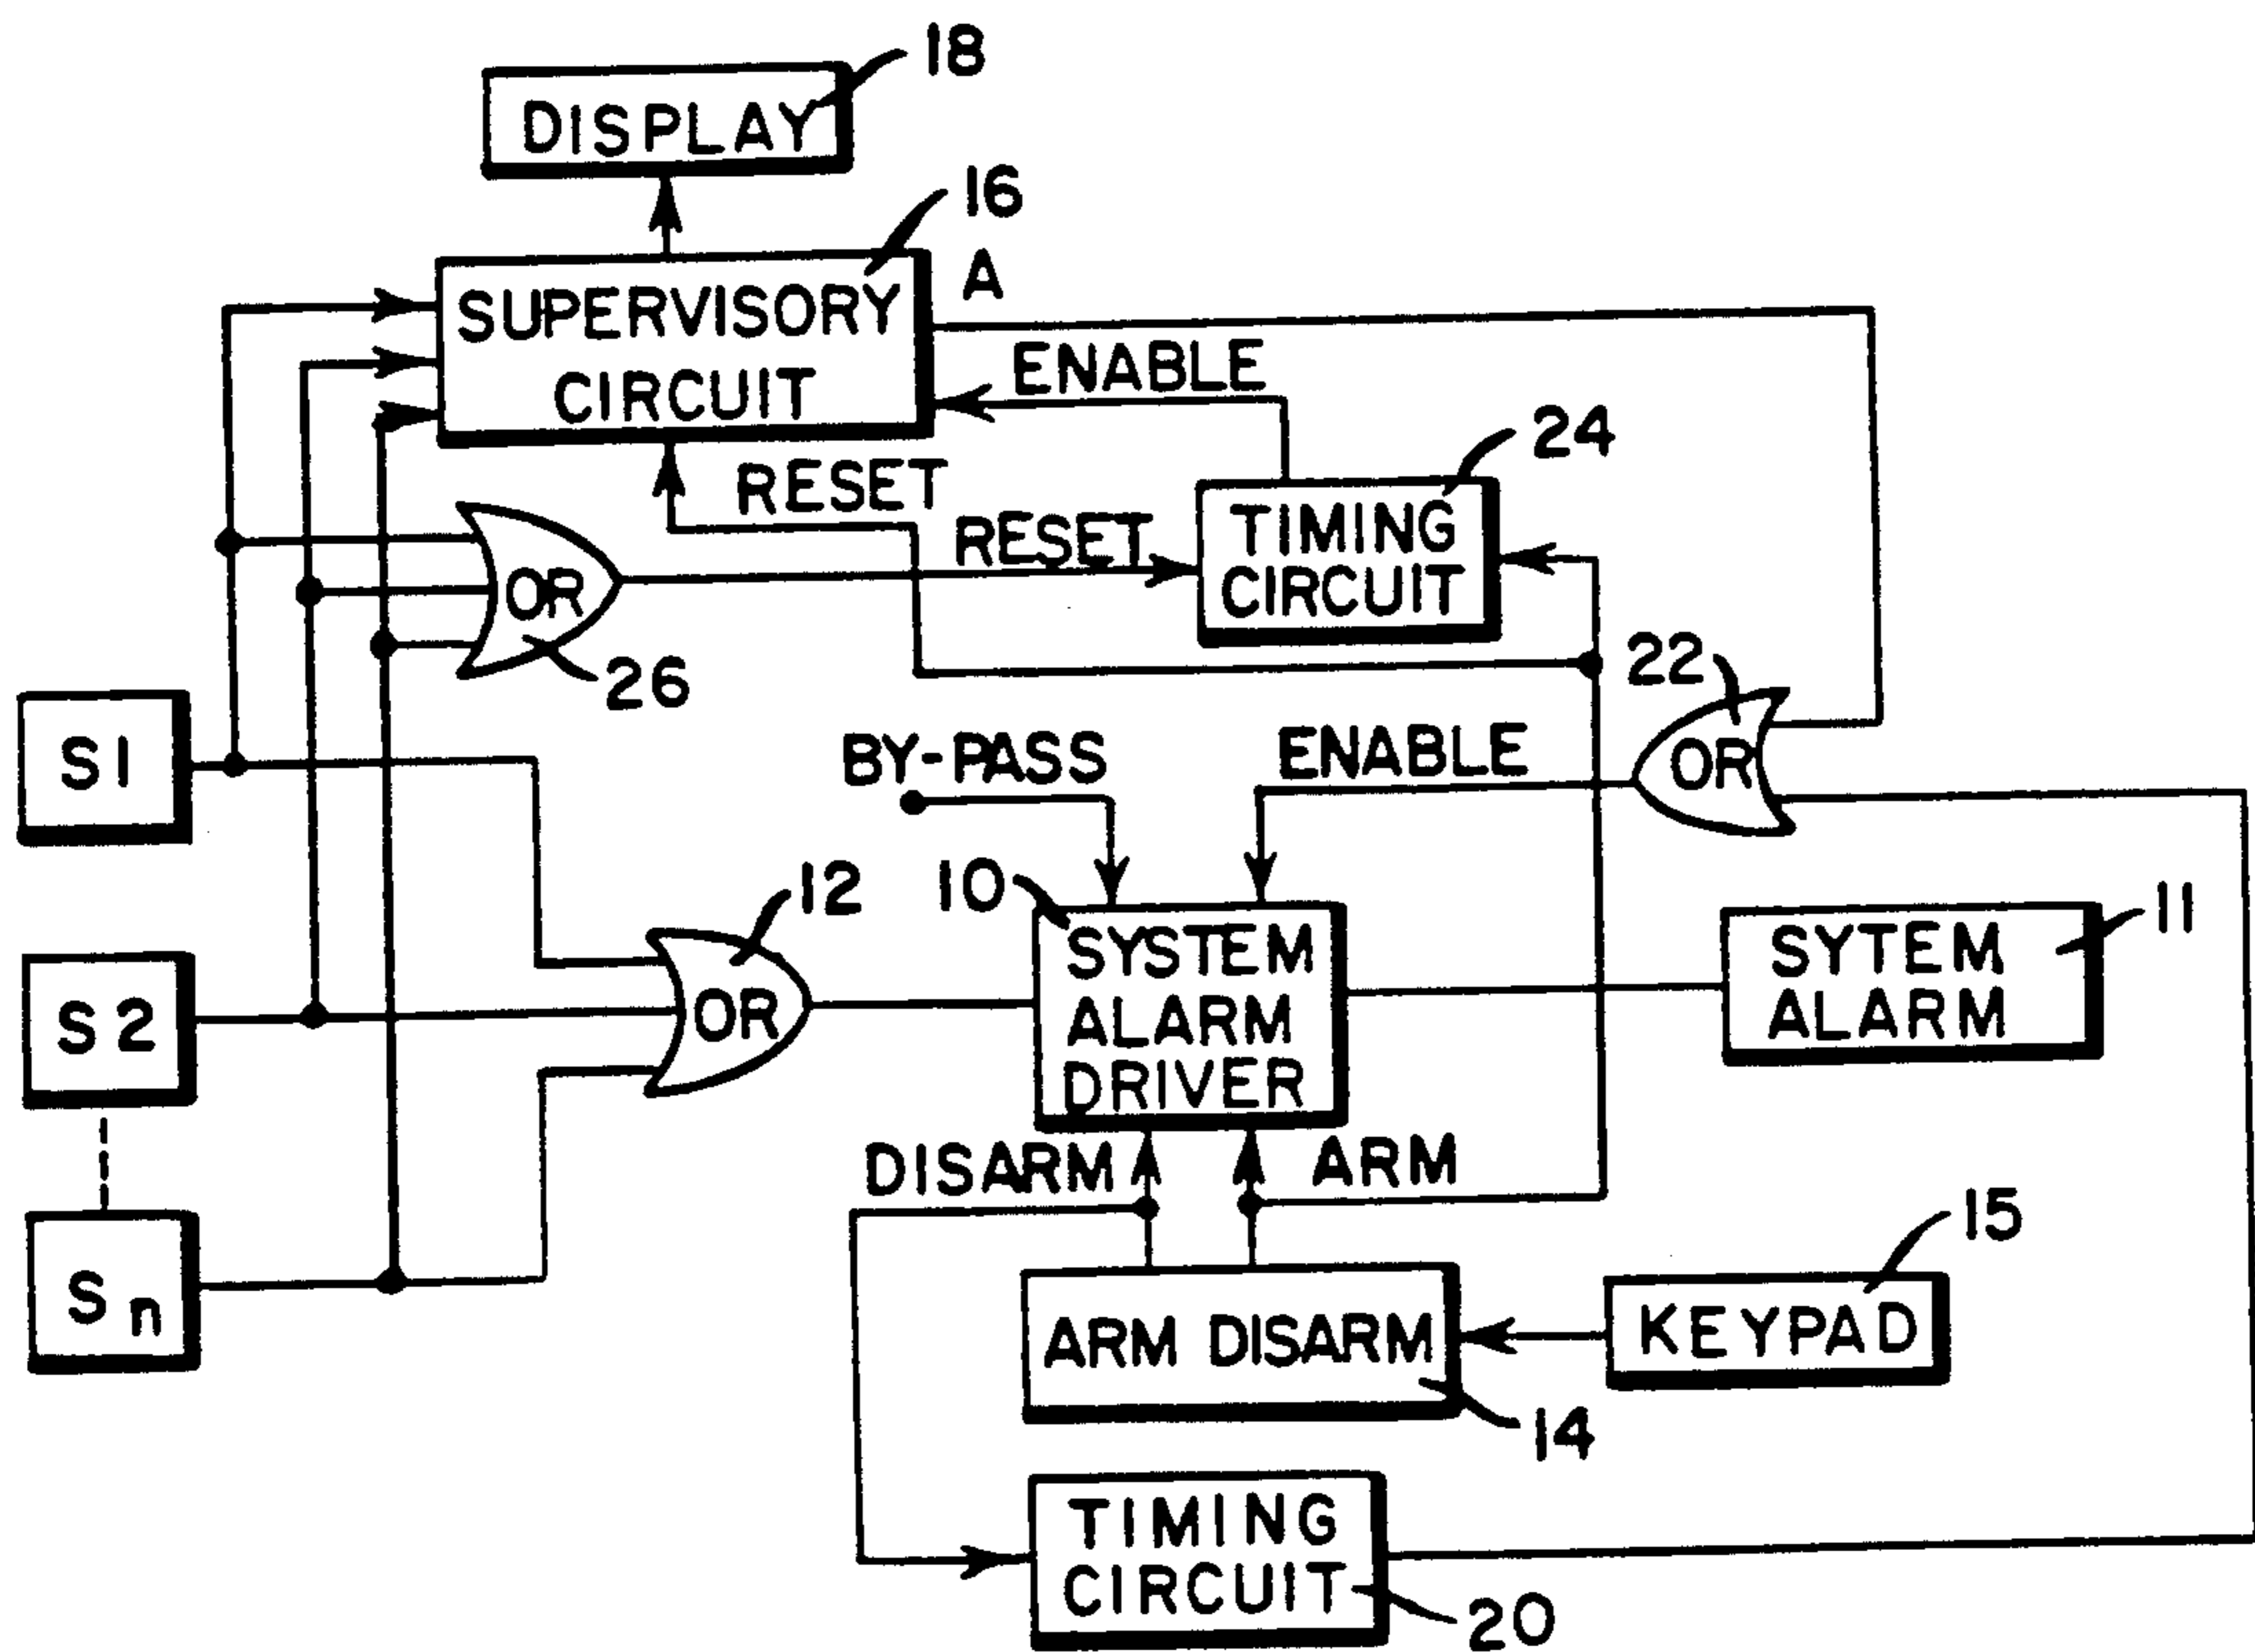 18
DISPLAY
16
A
SUPERVISORY
CIRCUIT
ENABLE
24
RESET
RESET
TIMING
CIRCUIT
OR
26
22
S1
BY-PASS
ENABLE
OR
12
10
11
SYSTEM
ALARM
DRIVER
SYTEM
ALARM
S2
OR
DISARM
ARM
15
Sn
ARM DISARM
KEYPAD
14
TIMING
CIRCUIT
20